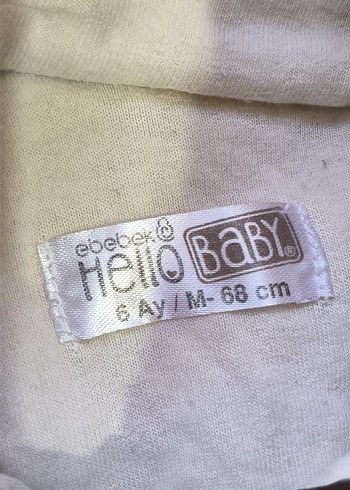 ebebek
Hello BaBY®
6 Ay / M- 68 cm